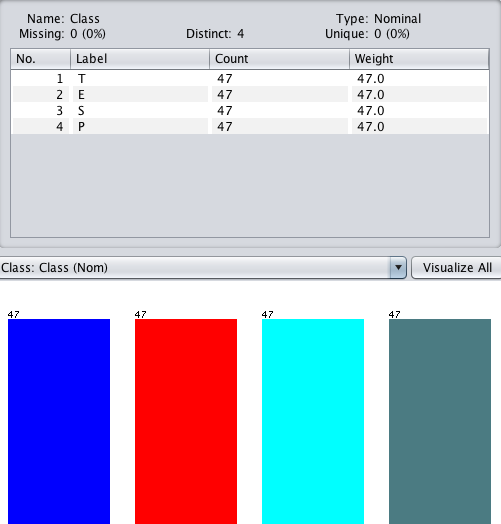 Name: Class Type: Nominal
Missing: 0 (0%) Distinct: 4 Unique: 0 (0%)
No. Label Count Weight
1 T 47 47.0
2 E 47 47.0
3 S 47 47.0
4 P 47 47.0
Class: Class (Nom) Visualize All
47 47 47 47